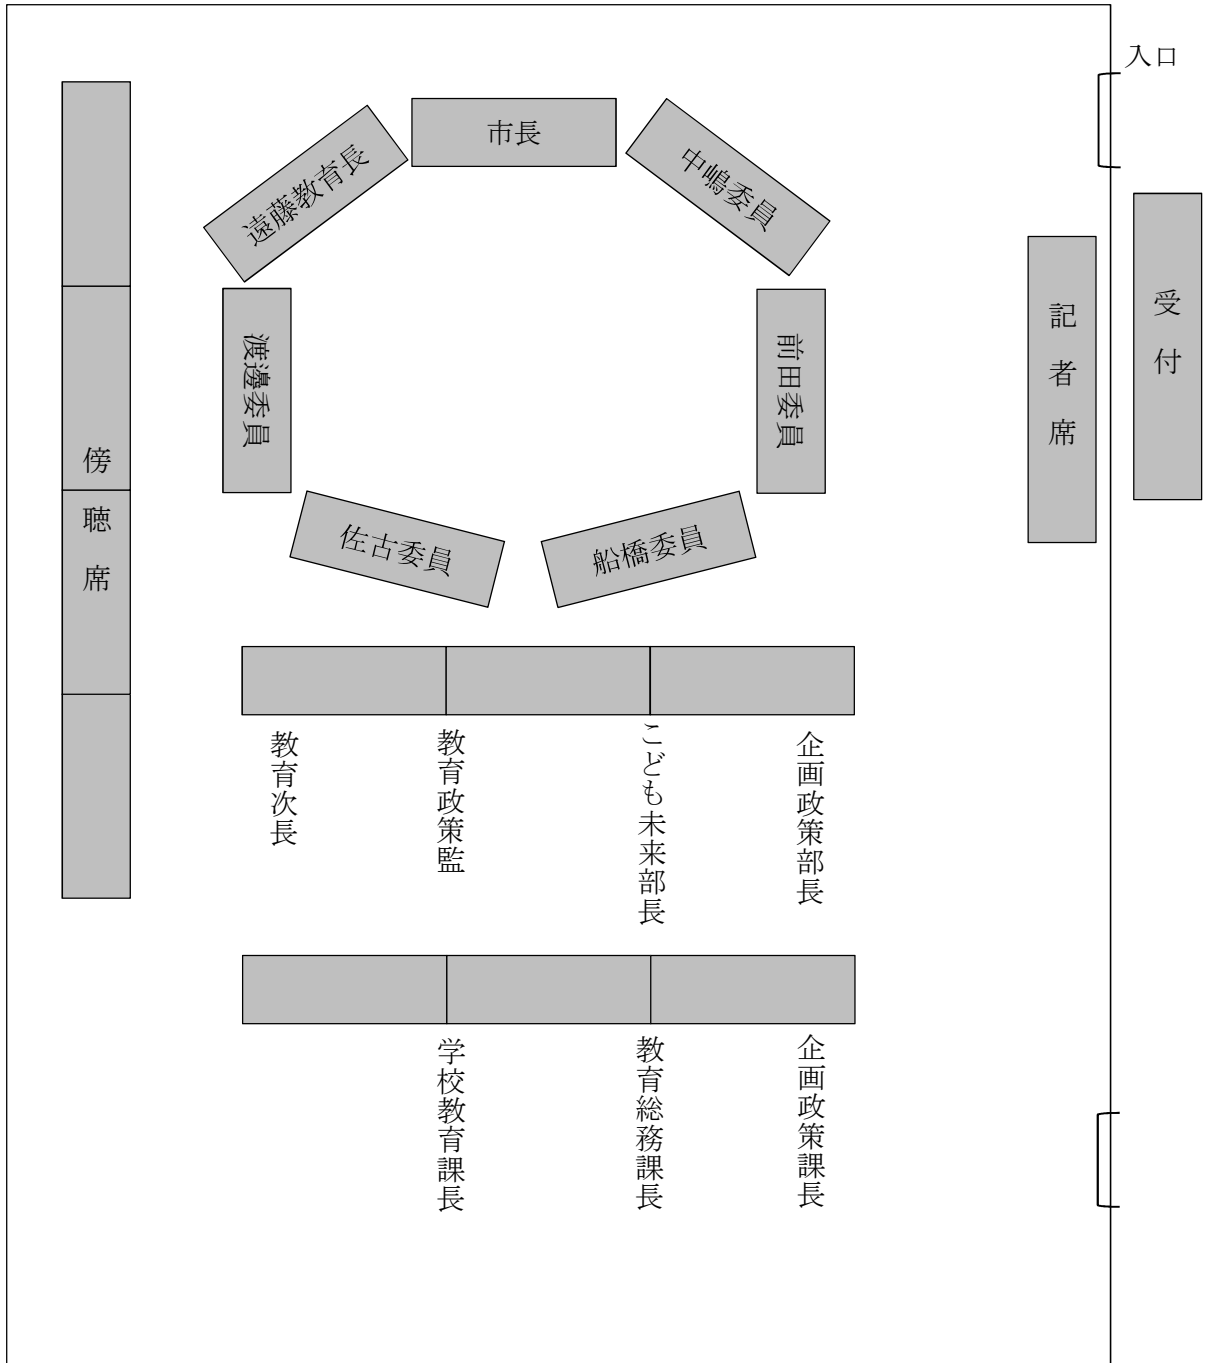 入口
市長
遠藤教育長
中嶋委員
渡邊委員
前田委員
佐古委員
船橋委員
傍聴席
記者席
受付
教育次長
教育政策監
こども未来部長
企画政策部長
学校教育課長
教育総務課長
企画政策課長